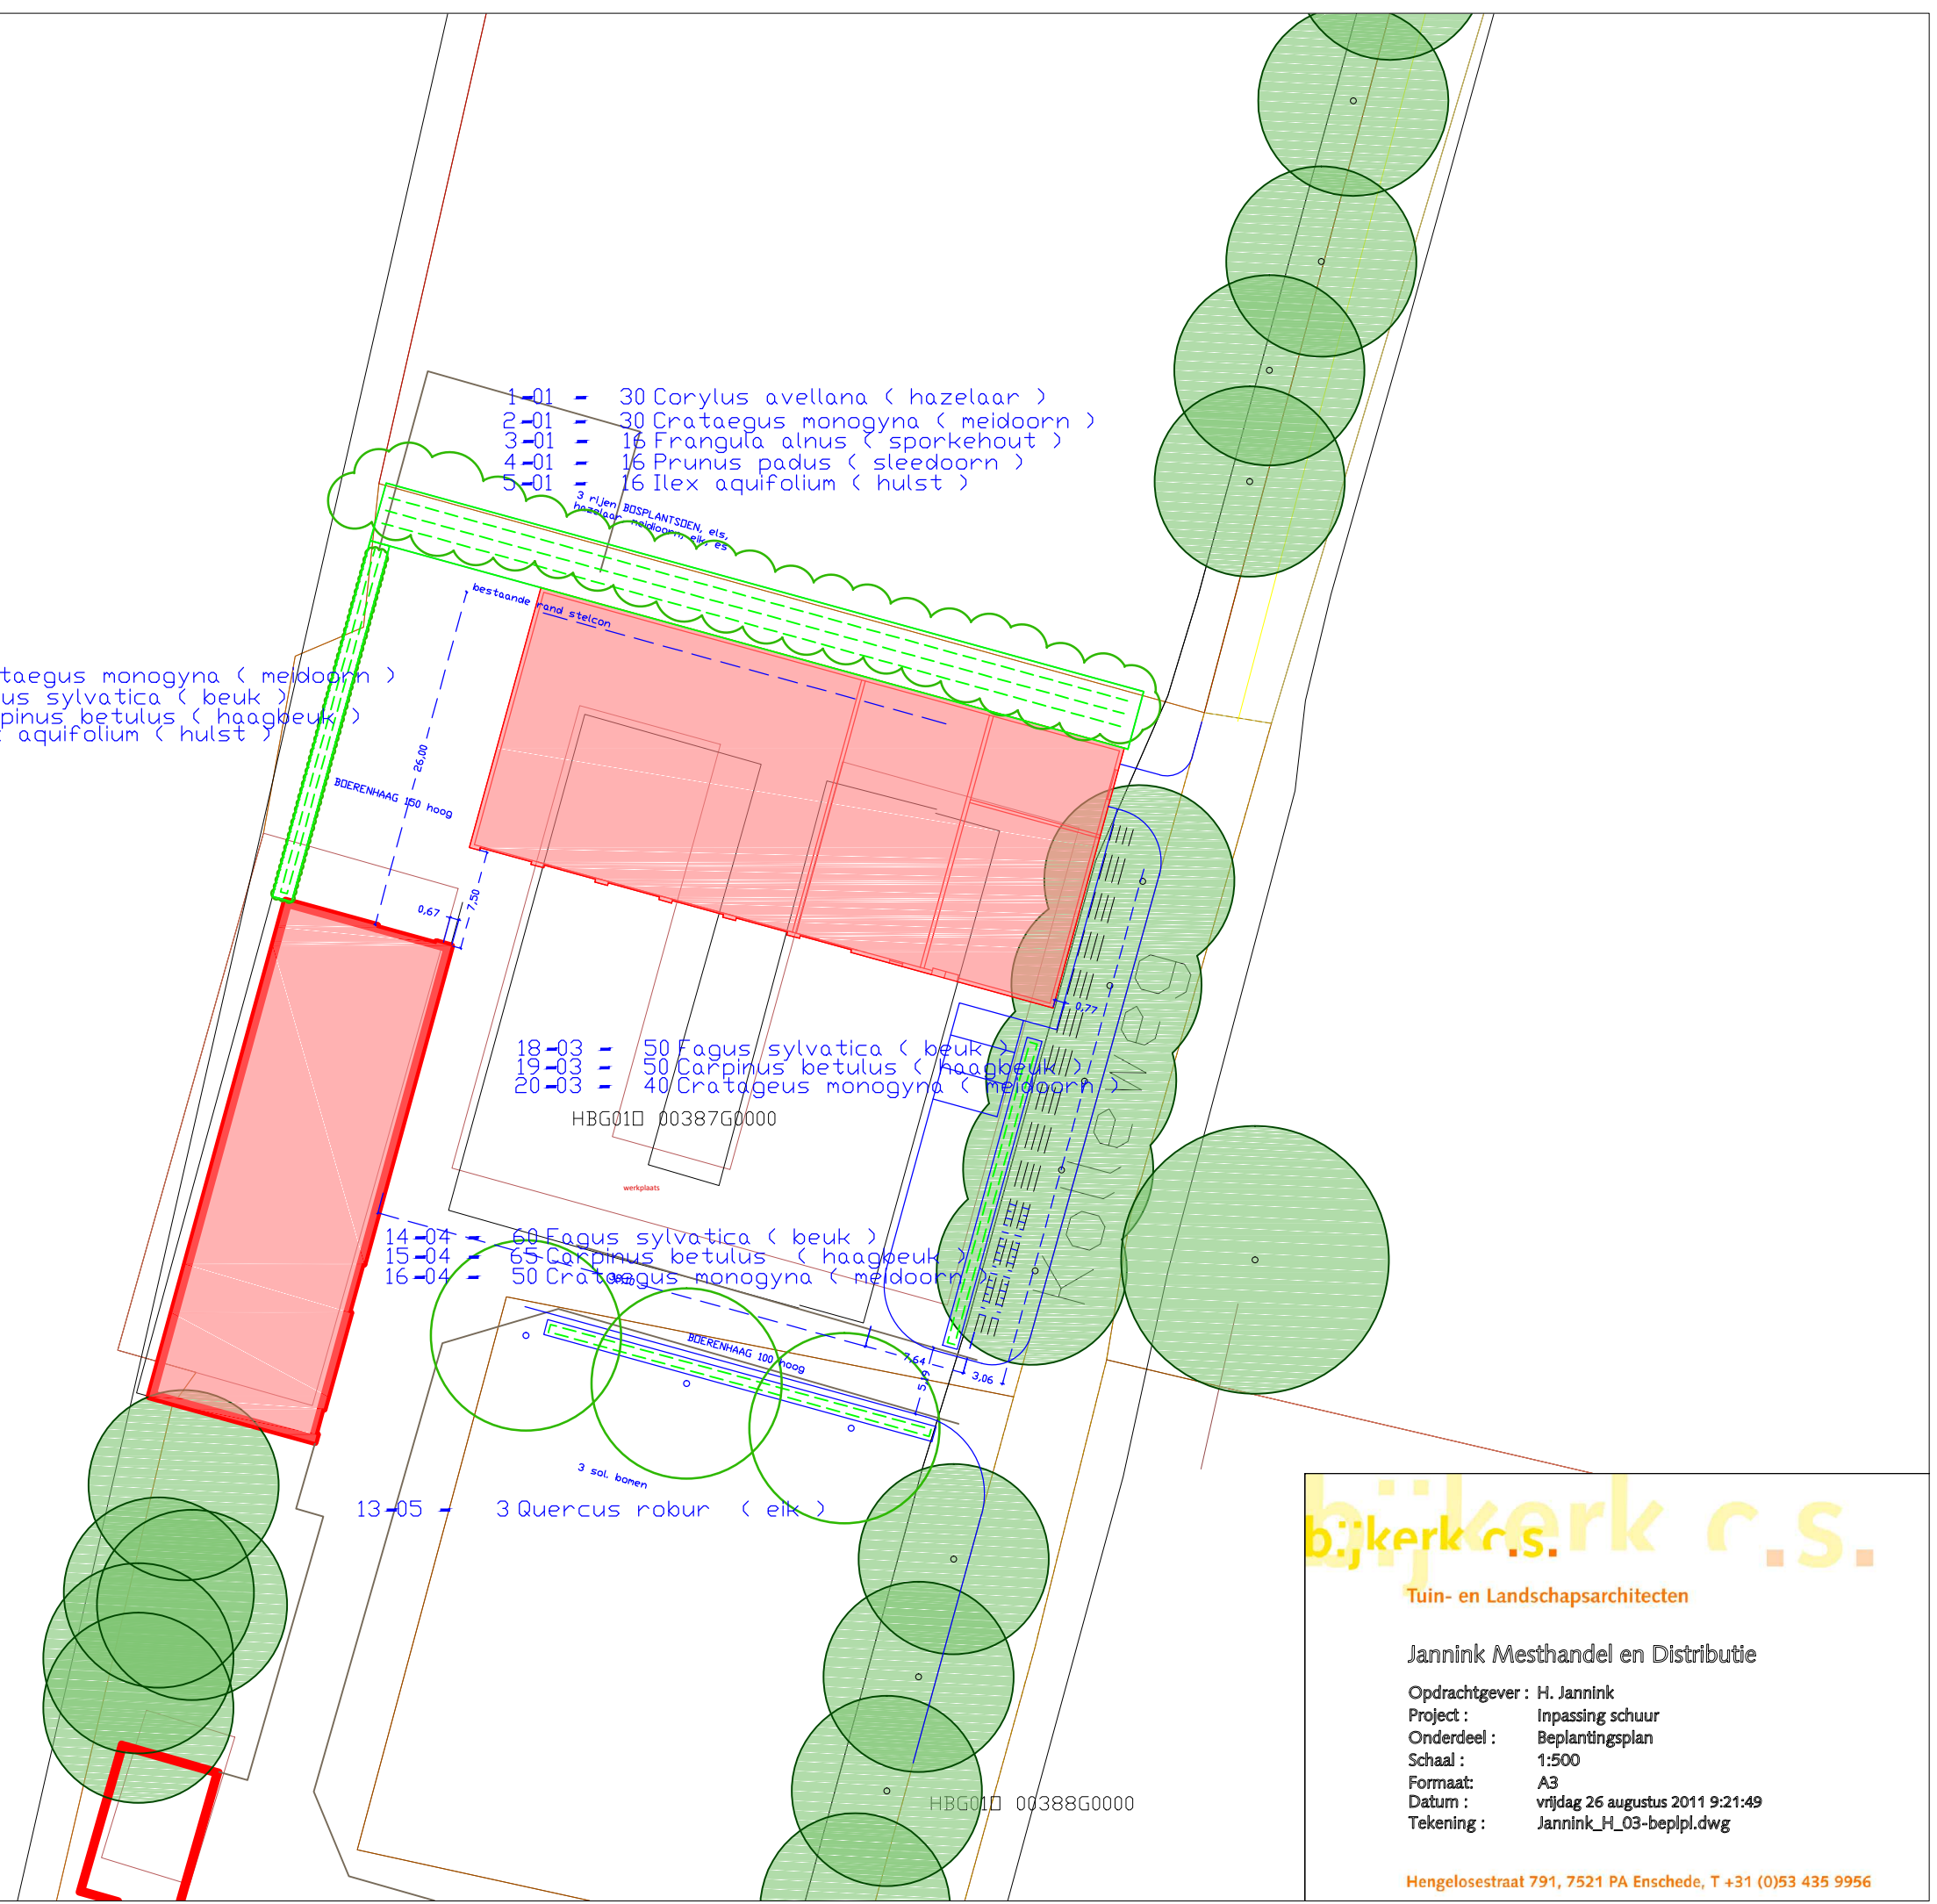 1-01 - 30 Corylus avellana ( hazelaar )
2-01 - 30 Crataegus monogyna ( meidoorn )
3-01 - 16 Frangula alnus ( sporkehout )
4-01 - 16 Prunus padus ( sleedoorn )
5-01 - 16 Ilex aquifolium ( hulst )
3 rijen BOSPLANTSOEN, els,
hazelaar, meidoorn, eik, es
bestaande rand stelcon
taegus monogyna ( meidoorn )
us sylvatica ( beuk )
pinus betulus ( haagbeuk )
aquifolium ( hulst )
26,00
BOERENHAAG 150 hoog
0,67
7,50
0,77
18-03 - 50 Fagus sylvatica ( beuk )
19-03 - 50 Carpinus betulus ( haagbeuk )
20-03 - 40 Cratageus monogyna ( meidoorn )
HBG01 00387G0000
werkplaats
14-04 - 60 Fagus sylvatica ( beuk )
15-04 - 65 Carpinus betulus ( haagbeuk )
16-04 - 50 Crataegus monogyna ( meidoorn )
BOERENHAAG 100 hoog
7,64
5,19
3,06
3 sol. bomen
13-05 - 3 Quercus robur ( eik )
HBG01 00388G0000
bijkerk c.s.
bijkerk c.s.
Tuin- en Landschapsarchitecten
Jannink Mesthandel en Distributie
Opdrachtgever : H. Jannink
Project : Inpassing schuur
Onderdeel : Beplantingsplan
Schaal : 1:500
Formaat: A3
Datum : vrijdag 26 augustus 2011 9:21:49
Tekening : Jannink_H_03-beplpl.dwg
Hengelosestraat 791, 7521 PA Enschede, T +31 (0)53 435 9956